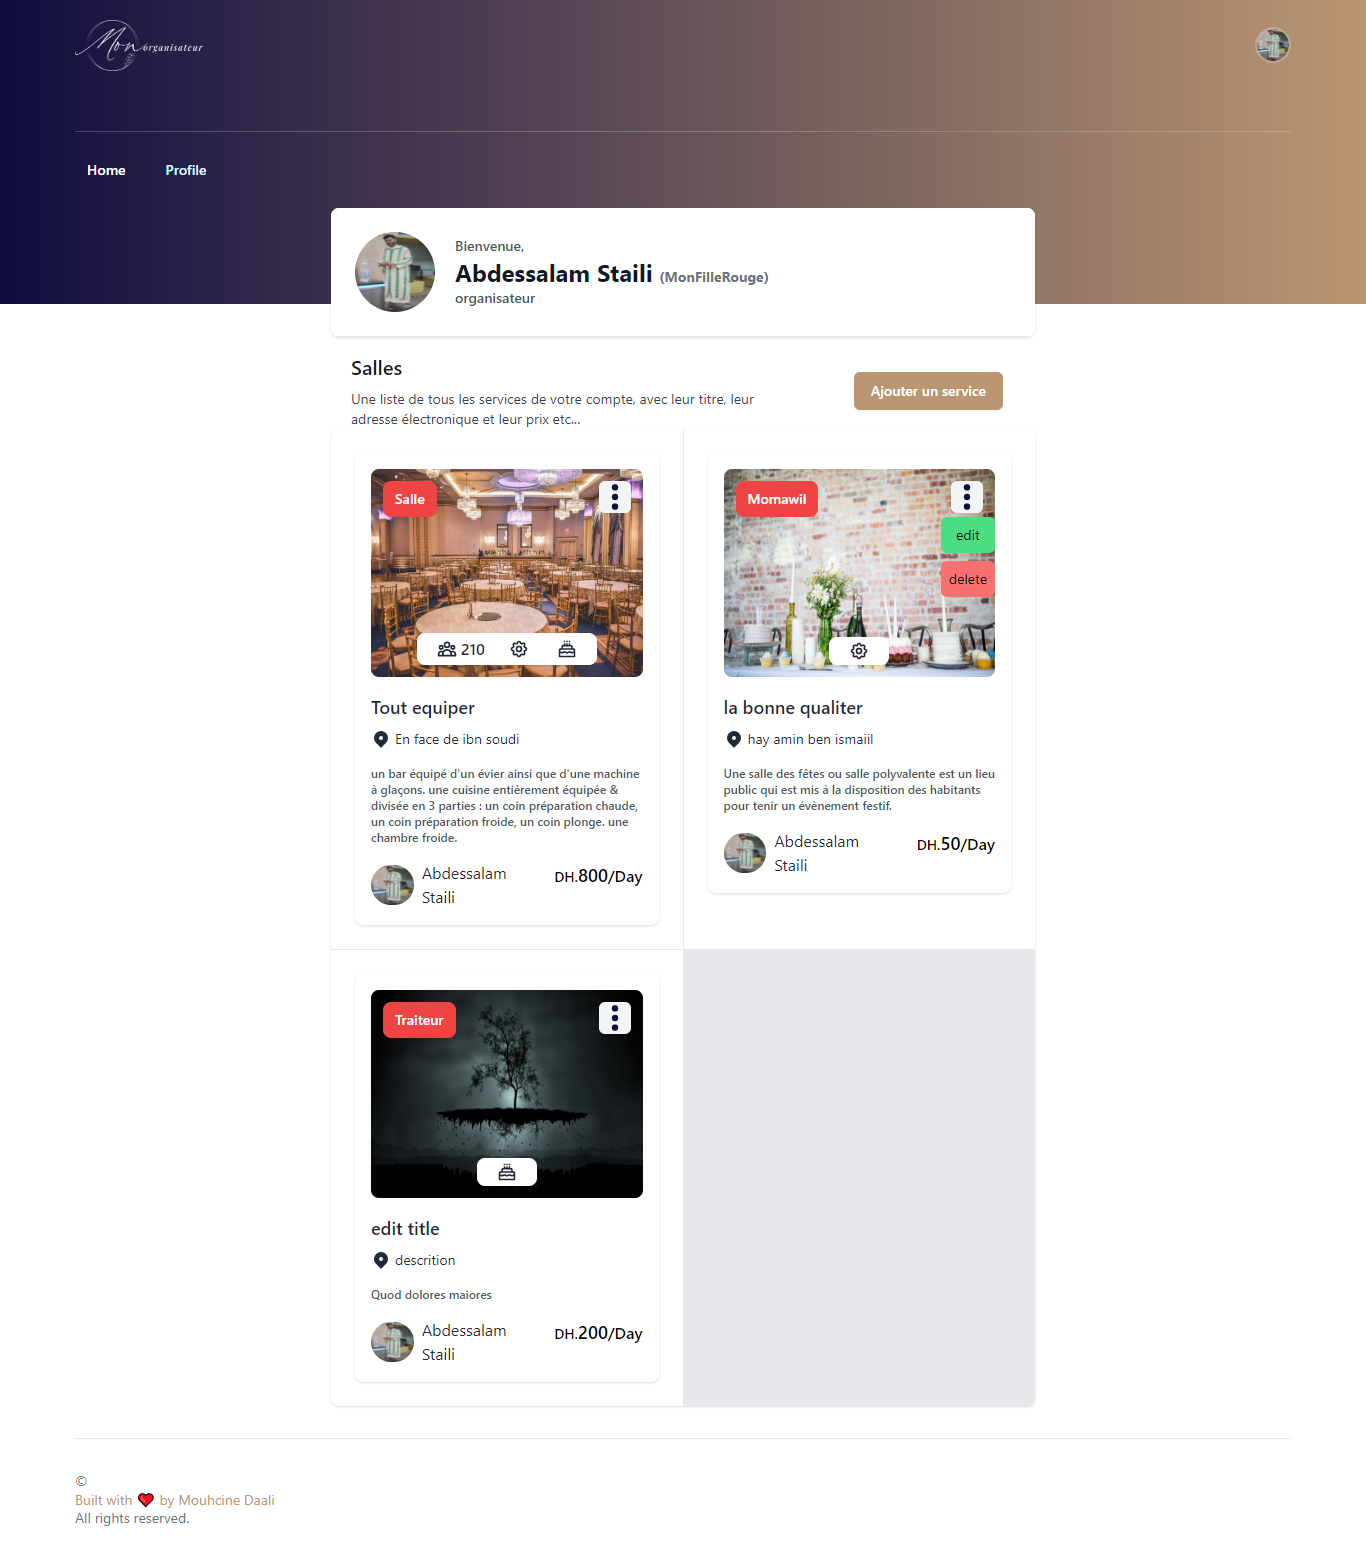 Mon organisateur
Home
Profile
Bienvenue,
Abdessalam Staili (MonFilleRouge)
organisateur
Salles
Une liste de tous les services de votre compte, avec leur titre, leur
adresse électronique et leur prix etc...
Ajouter un service
Salle
210
Tout equiper
En face de ibn soudi
un bar équipé d'un évier ainsi que d'une machine
à glaçons. une cuisine entièrement équipée &
divisée en 3 parties : un coin préparation chaude,
un coin préparation froide, un coin plonge. une
chambre froide.
Abdessalam
Staili
DH.800/Day
Momawil
edit
delete
la bonne qualiter
hay amin ben ismaiil
Une salle des fêtes ou salle polyvalente est un lieu
public qui est mis à la disposition des habitants
pour tenir un évènement festif.
Abdessalam
Staili
DH.50/Day
Traiteur
edit title
descrition
Quod dolores maiores
Abdessalam
Staili
DH.200/Day
©
Built with ❤ by Mouhcine Daali
All rights reserved.